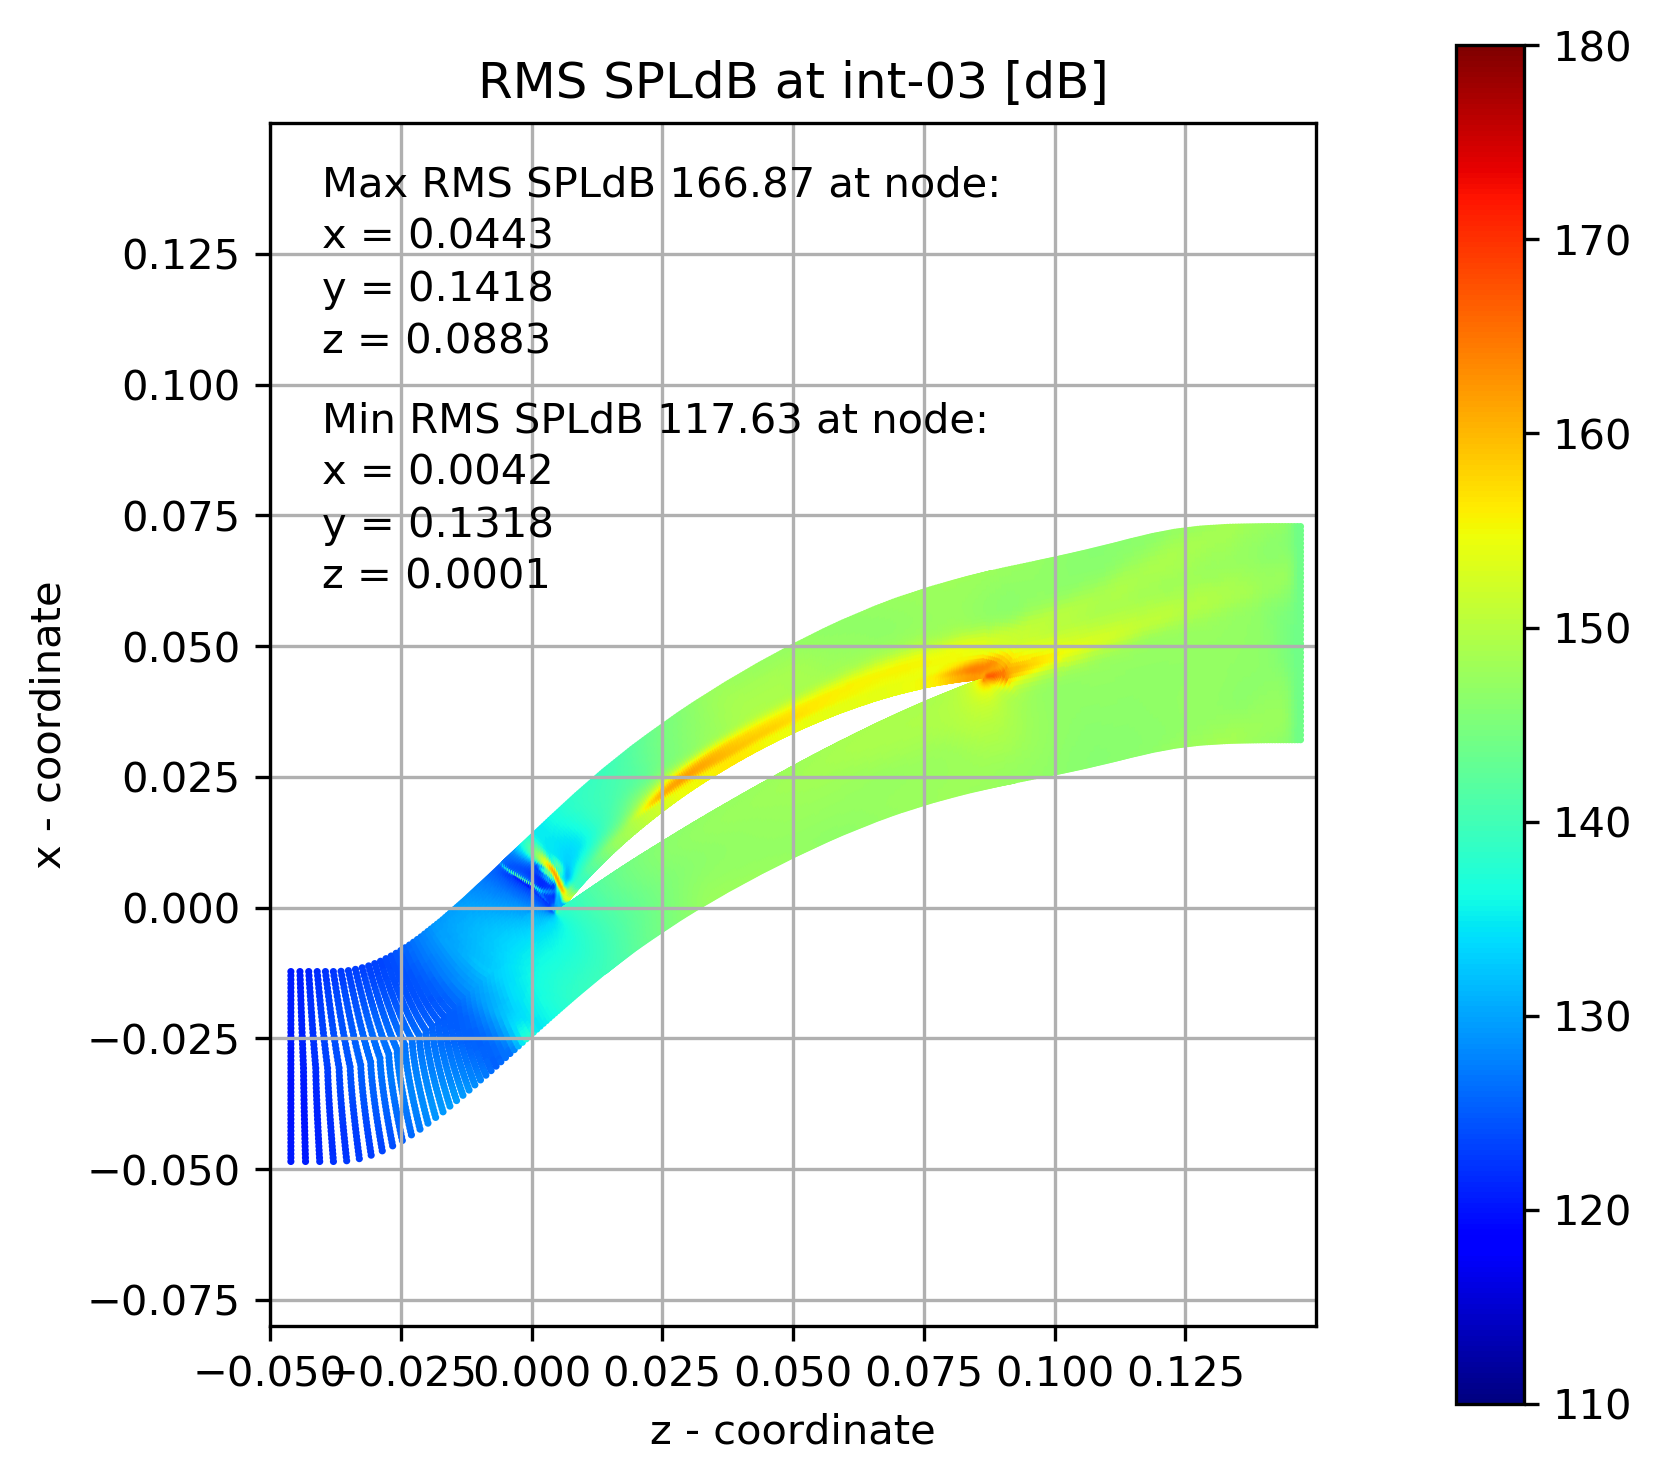 RMS SPLdB at int-03 [dB]
Max RMS SPLdB 166.87 at node:
x = 0.0443
y = 0.1418
z = 0.0883
Min RMS SPLdB 117.63 at node:
x = 0.0042
y = 0.1318
z = 0.0001
x - coordinate
0.125
0.100
0.075
0.050
0.025
0.000
−0.025
−0.050
−0.075
−0.050 −0.025 0.000 0.025 0.050 0.075 0.100 0.125
z - coordinate
180
170
160
150
140
130
120
110